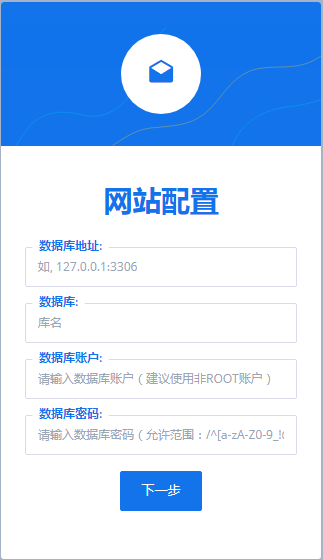 网站配置
数据库地址:
如, 127.0.0.1:3306
数据库:
库名
数据库账户:
请输入数据库账户（建议使用非ROOT账户）
数据库密码:
请输入数据库密码（允许范围：/^[a-zA-Z0-9_!
下一步